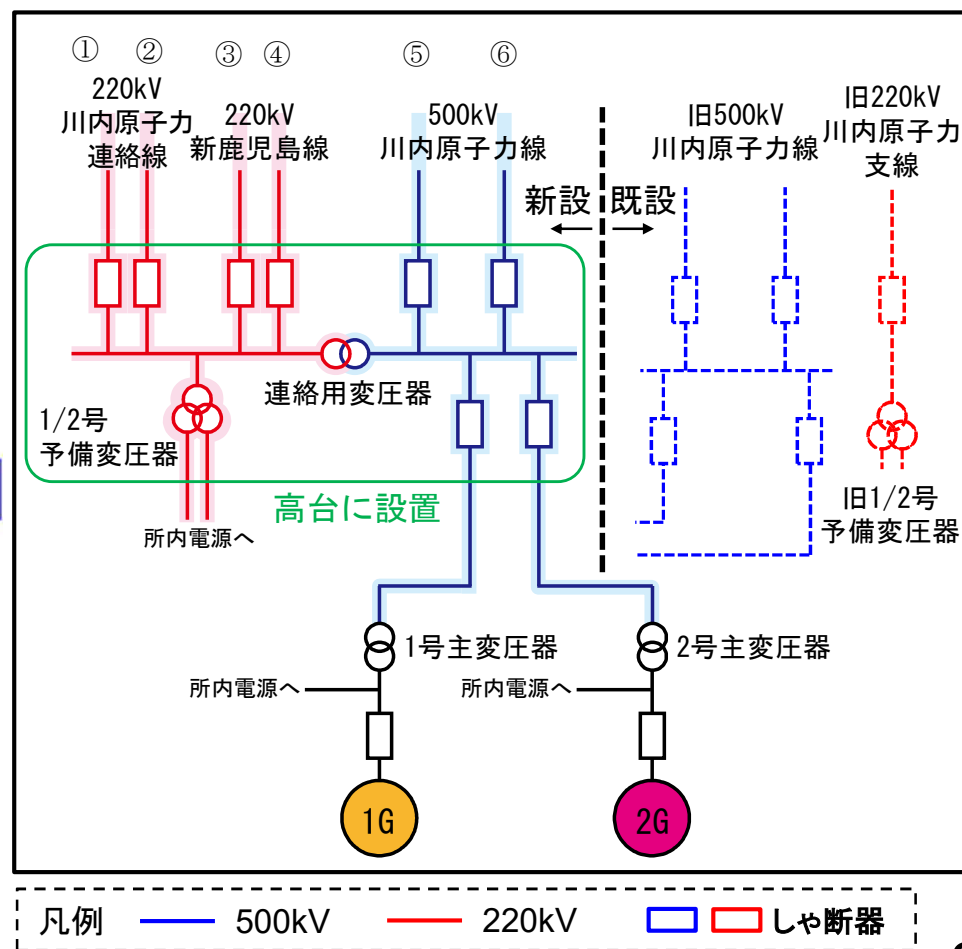 ① ② ③ ④ ⑤ ⑥
220kV
川内原子力
連絡線
220kV
新鹿児島線
500kV
川内原子力線
旧500kV
川内原子力線
旧220kV
川内原子力
支線
新設 既設
連絡用変圧器
1/2号
予備変圧器
高台に設置
所内電源へ
旧1/2号
予備変圧器
1号主変圧器
2号主変圧器
所内電源へ
所内電源へ
1G
2G
凡例 500kV 220kV しゃ断器